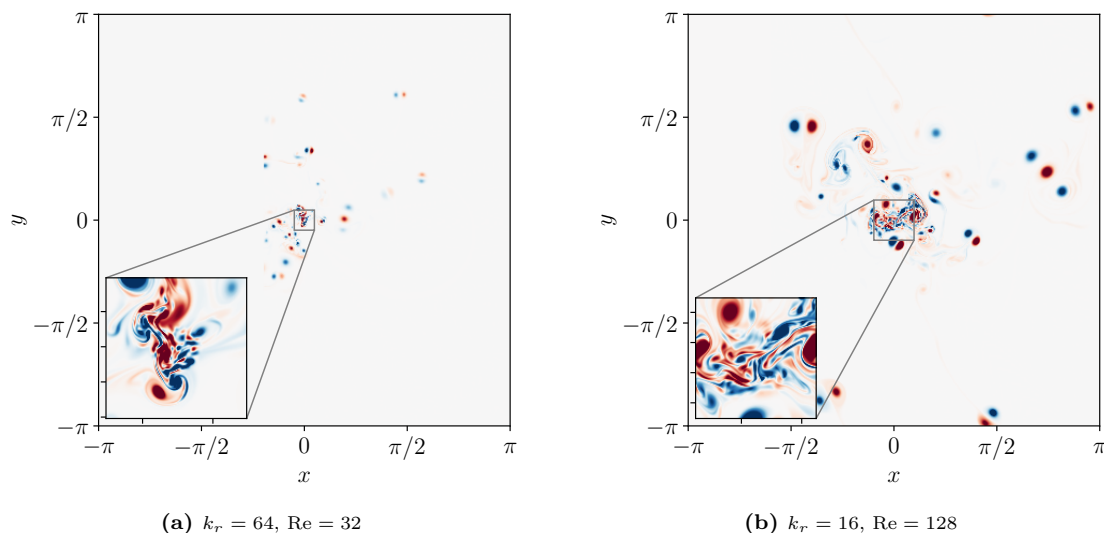 π
π/2
y
0
−π/2
−π
−π
−π/2
0
π/2
π
x
(a) k_r = 64, Re = 32
π
π/2
y
0
−π/2
−π
−π
−π/2
0
π/2
π
x
(b) k_r = 16, Re = 128